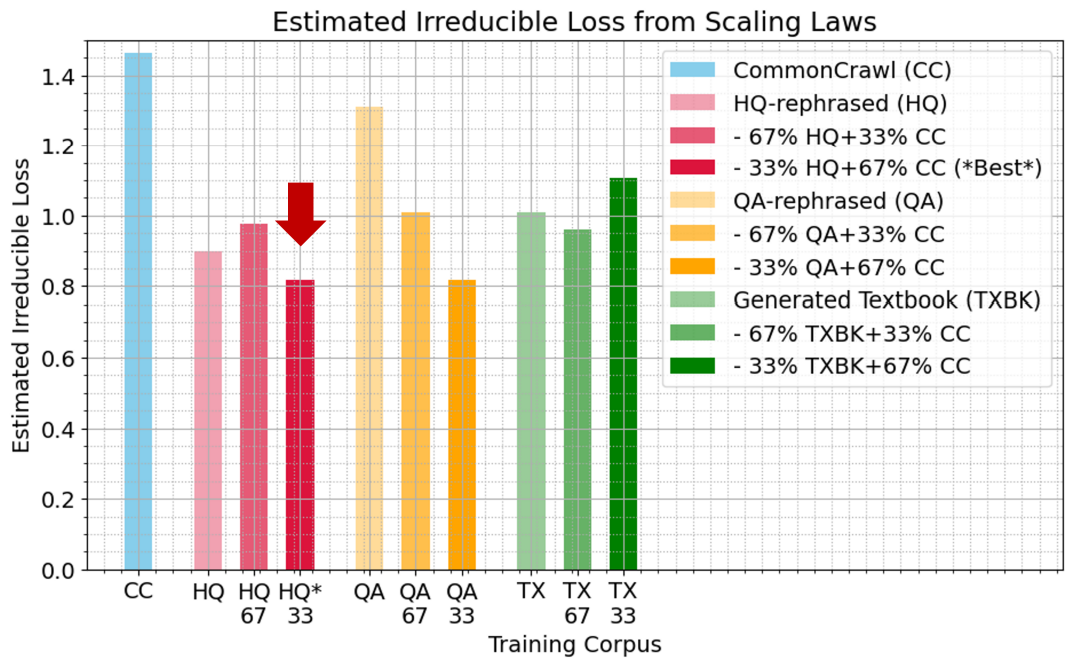 Estimated Irreducible Loss from Scaling Laws
Estimated Irreducible Loss
1.4
1.2
1.0
0.8
0.6
0.4
0.2
0.0
CommonCrawl (CC)
HQ-rephrased (HQ)
- 67% HQ+33% CC
- 33% HQ+67% CC (*Best*)
QA-rephrased (QA)
- 67% QA+33% CC
- 33% QA+67% CC
Generated Textbook (TXBK)
- 67% TXBK+33% CC
- 33% TXBK+67% CC
CC HQ HQ HQ* QA QA QA TX TX TX
67 33 67 33 67 33
Training Corpus